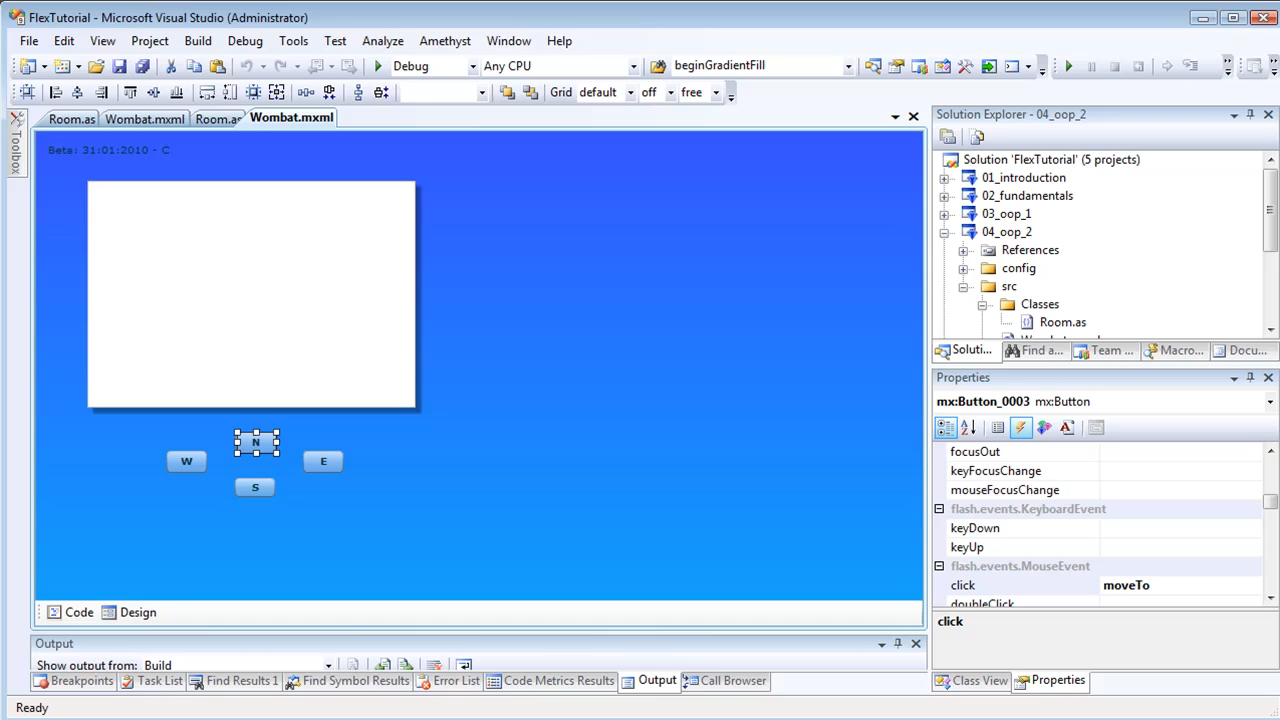 FlexTutorial - Microsoft Visual Studio (Administrator)
File Edit View Project Build Debug Tools Test Analyze Amethyst Window Help
Debug Any CPU beginGradientFill
Grid default off free
Room.as Wombat.mxml Room.as Wombat.mxml
Toolbox
Beta: 31:01:2010 - C
N
W E
S
Code Design
Output
Show output from: Build
Breakpoints Task List Find Results 1 Find Symbol Results Error List Code Metrics Results Output Call Browser
Ready
Solution Explorer - 04_oop_2
Solution 'FlexTutorial' (5 projects)
01_introduction
02_fundamentals
03_oop_1
04_oop_2
References
config
src
Classes
Room.as
Soluti... Find a... Team ... Macro... Docu...
Properties
mx:Button_0003 mx:Button
focusOut
keyFocusChange
mouseFocusChange
flash.events.KeyboardEvent
keyDown
keyUp
flash.events.MouseEvent
click moveTo
doubleClick
click
Class View Properties